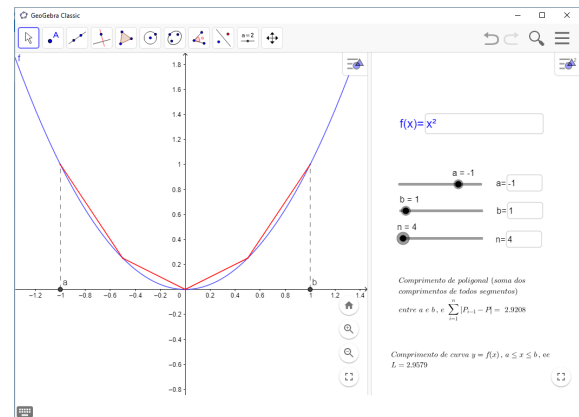 GeoGebra Classic
a=2
f
1.8
1.6
1.4
1.2
1
0.8
0.6
0.4
0.2
0
-0.2
-0.4
-0.6
-0.8
-1.2 -1 -0.8 -0.6 -0.4 -0.2 0 0.2 0.4 0.6 0.8 1 1.2 1.4
a
b
f(x)= x²
a = -1
a= -1
b = 1
b= 1
n = 4
n= 4
Comprimento de poligonal (soma dos
comprimentos de todos segmentos)
entre a e b, e \sum_{i=1}^{n} |P_{i-1} - P_i| = 2.9208
Comprimento de curva y = f(x), a ≤ x ≤ b, ee
L = 2.9579